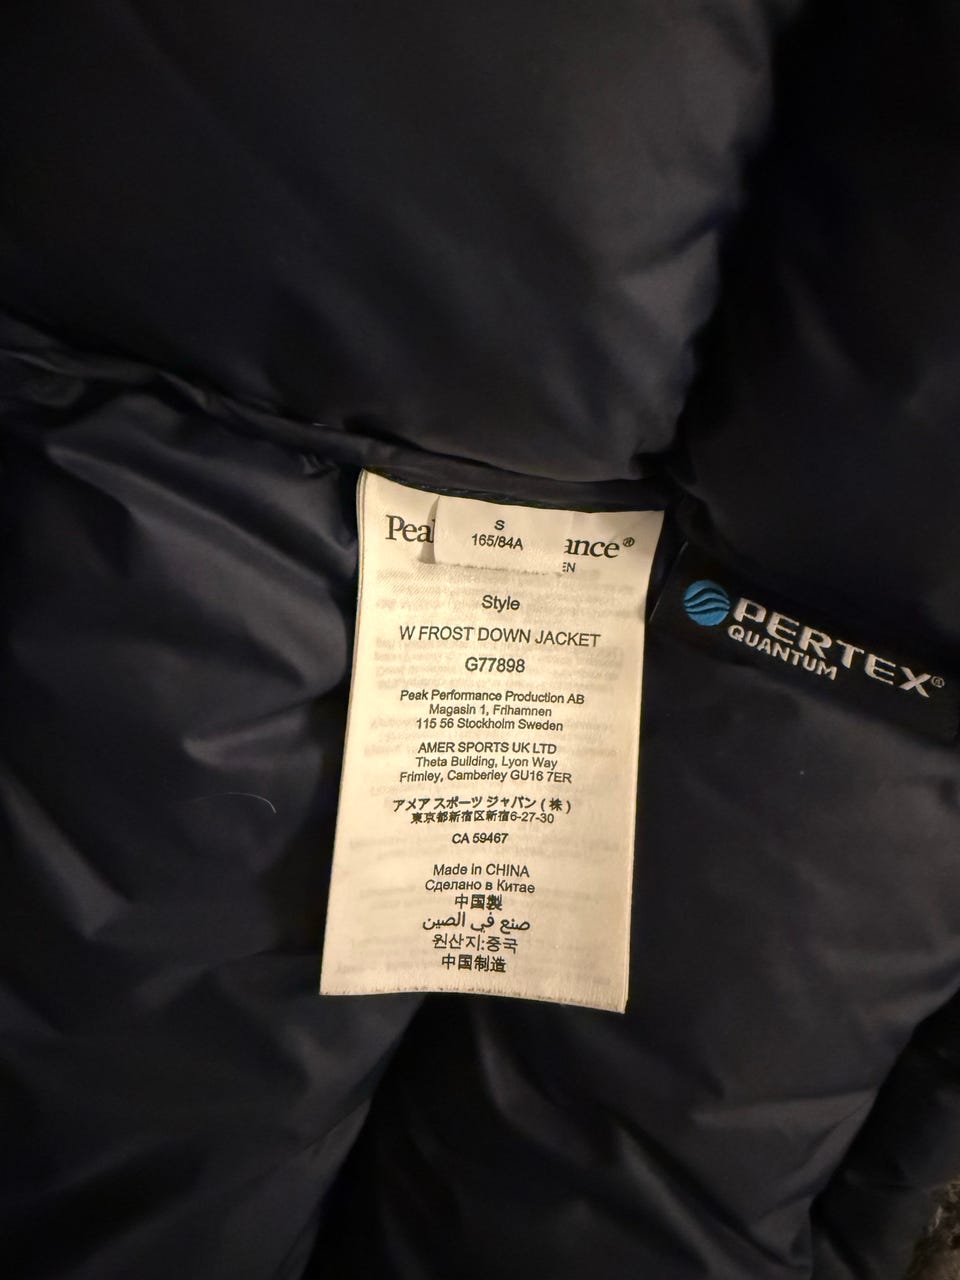 Pea ance®
EN
S
165/84A
Style
W FROST DOWN JACKET
G77898
Peak Performance Production AB
Magasin 1, Frihamnen
115 56 Stockholm Sweden
AMER SPORTS UK LTD
Theta Building, Lyon Way
Frimley, Camberley GU16 7ER
アメア スポーツ ジャパン ( 株 )
東京都新宿区新宿6-27-30
CA 59467
Made in CHINA
Сделано в Китае
中国製
صنع في الصين
원산지:중국
中国制造
PERTEX®
QUANTUM